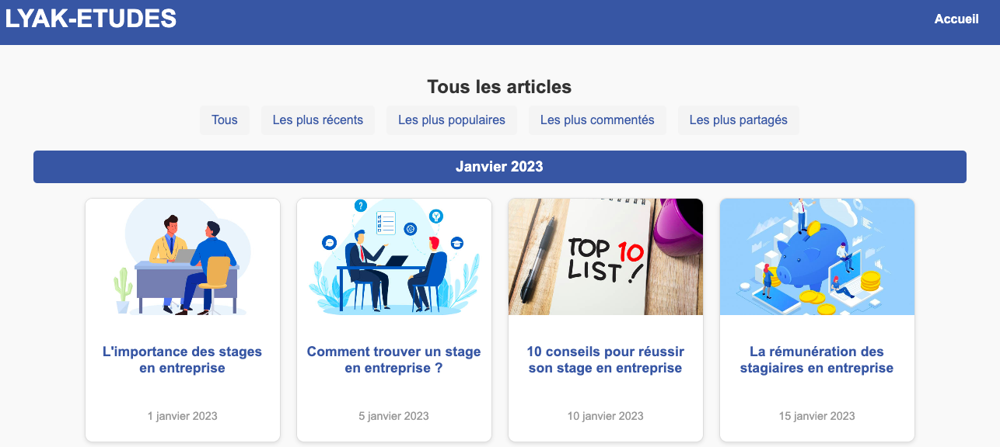 LYAK-ETUDES
Accueil
Tous les articles
Tous
Les plus récents
Les plus populaires
Les plus commentés
Les plus partagés
Janvier 2023
?
TOP 10
LIST!
L'importance des stages
en entreprise
1 janvier 2023
Comment trouver un stage
en entreprise ?
5 janvier 2023
10 conseils pour réussir
son stage en entreprise
10 janvier 2023
La rémunération des
stagiaires en entreprise
15 janvier 2023